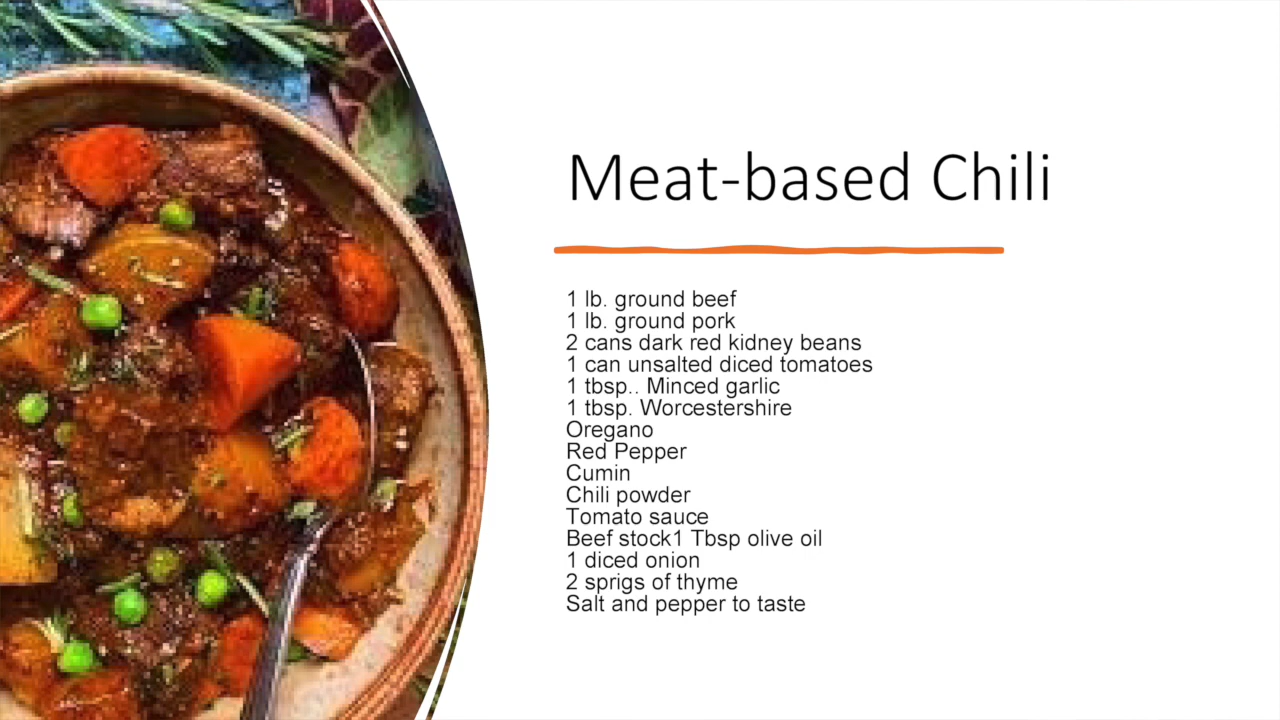 Meat-based Chili
1 lb. ground beef
1 lb. ground pork
2 cans dark red kidney beans
1 can unsalted diced tomatoes
1 tbsp.. Minced garlic
1 tbsp. Worcestershire
Oregano
Red Pepper
Cumin
Chili powder
Tomato sauce
Beef stock1 Tbsp olive oil
1 diced onion
2 sprigs of thyme
Salt and pepper to taste